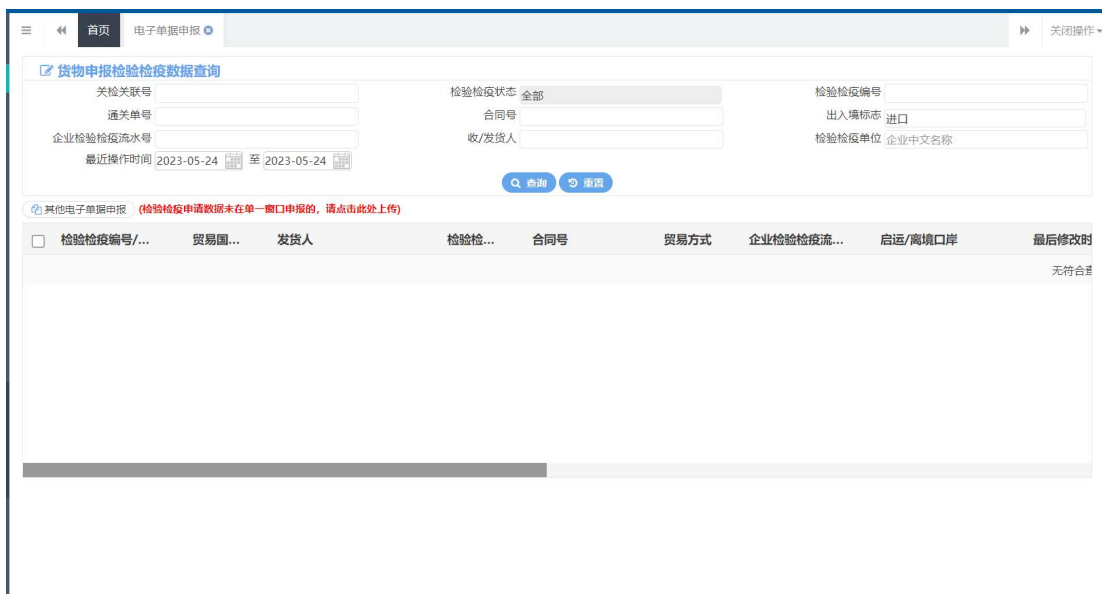 首页 电子单据申报 关闭操作
货物申报检验检疫数据查询
关检关联号 检验检疫状态 全部 检验检疫编号
通关单号 合同号 出入境标志 进口
企业检验检疫流水号 收/发货人 检验检疫单位 企业中文名称
最近操作时间 2023-05-24 至 2023-05-24
查询 重置
其他电子单据申报 (检验检疫申请数据未在单一窗口申报的，请点击此处上传)
检验检疫编号/... 贸易国... 发货人 检验检... 合同号 贸易方式 企业检验检疫流... 启运/离境口岸 最后修改时
无符合查